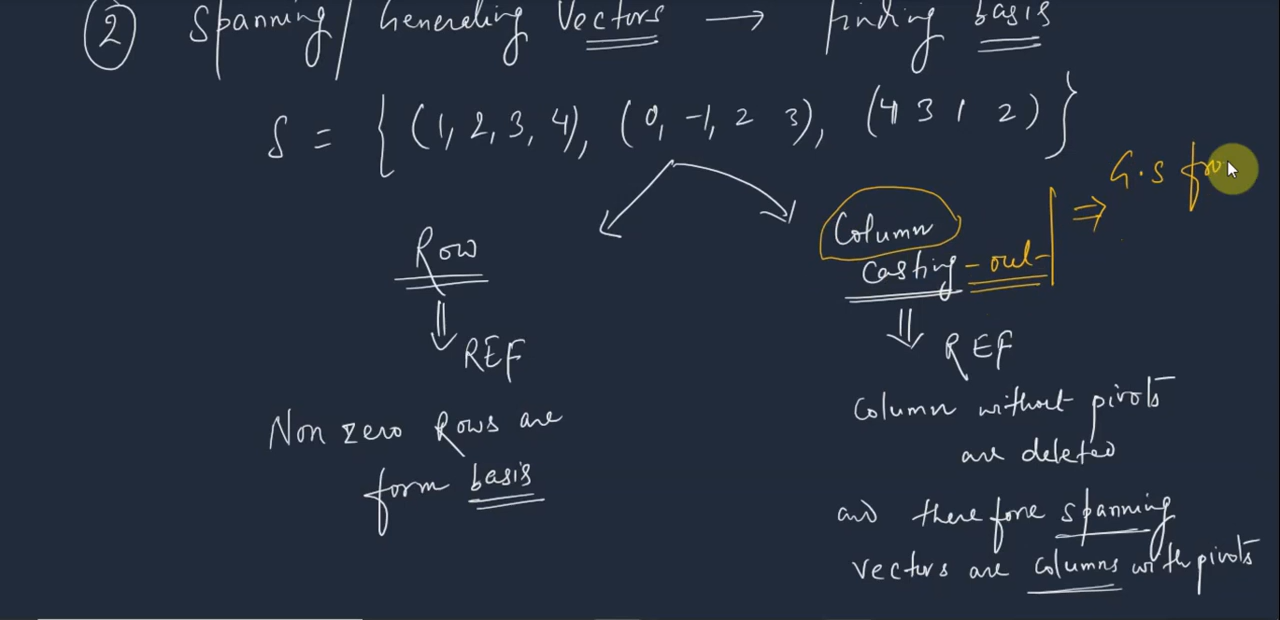 ② Spanning/ Generating Vectors → finding basis
S = { (1, 2, 3, 4), (0, -1, 2 3), (4 3 1 2) }
Row
⇓ REF
Non zero Rows are
form basis
Column
Casting-out
⇒ G.S fro
⇓ REF
Column without pivots
are deleted
and therefore spanning
vectors are columns with pivots